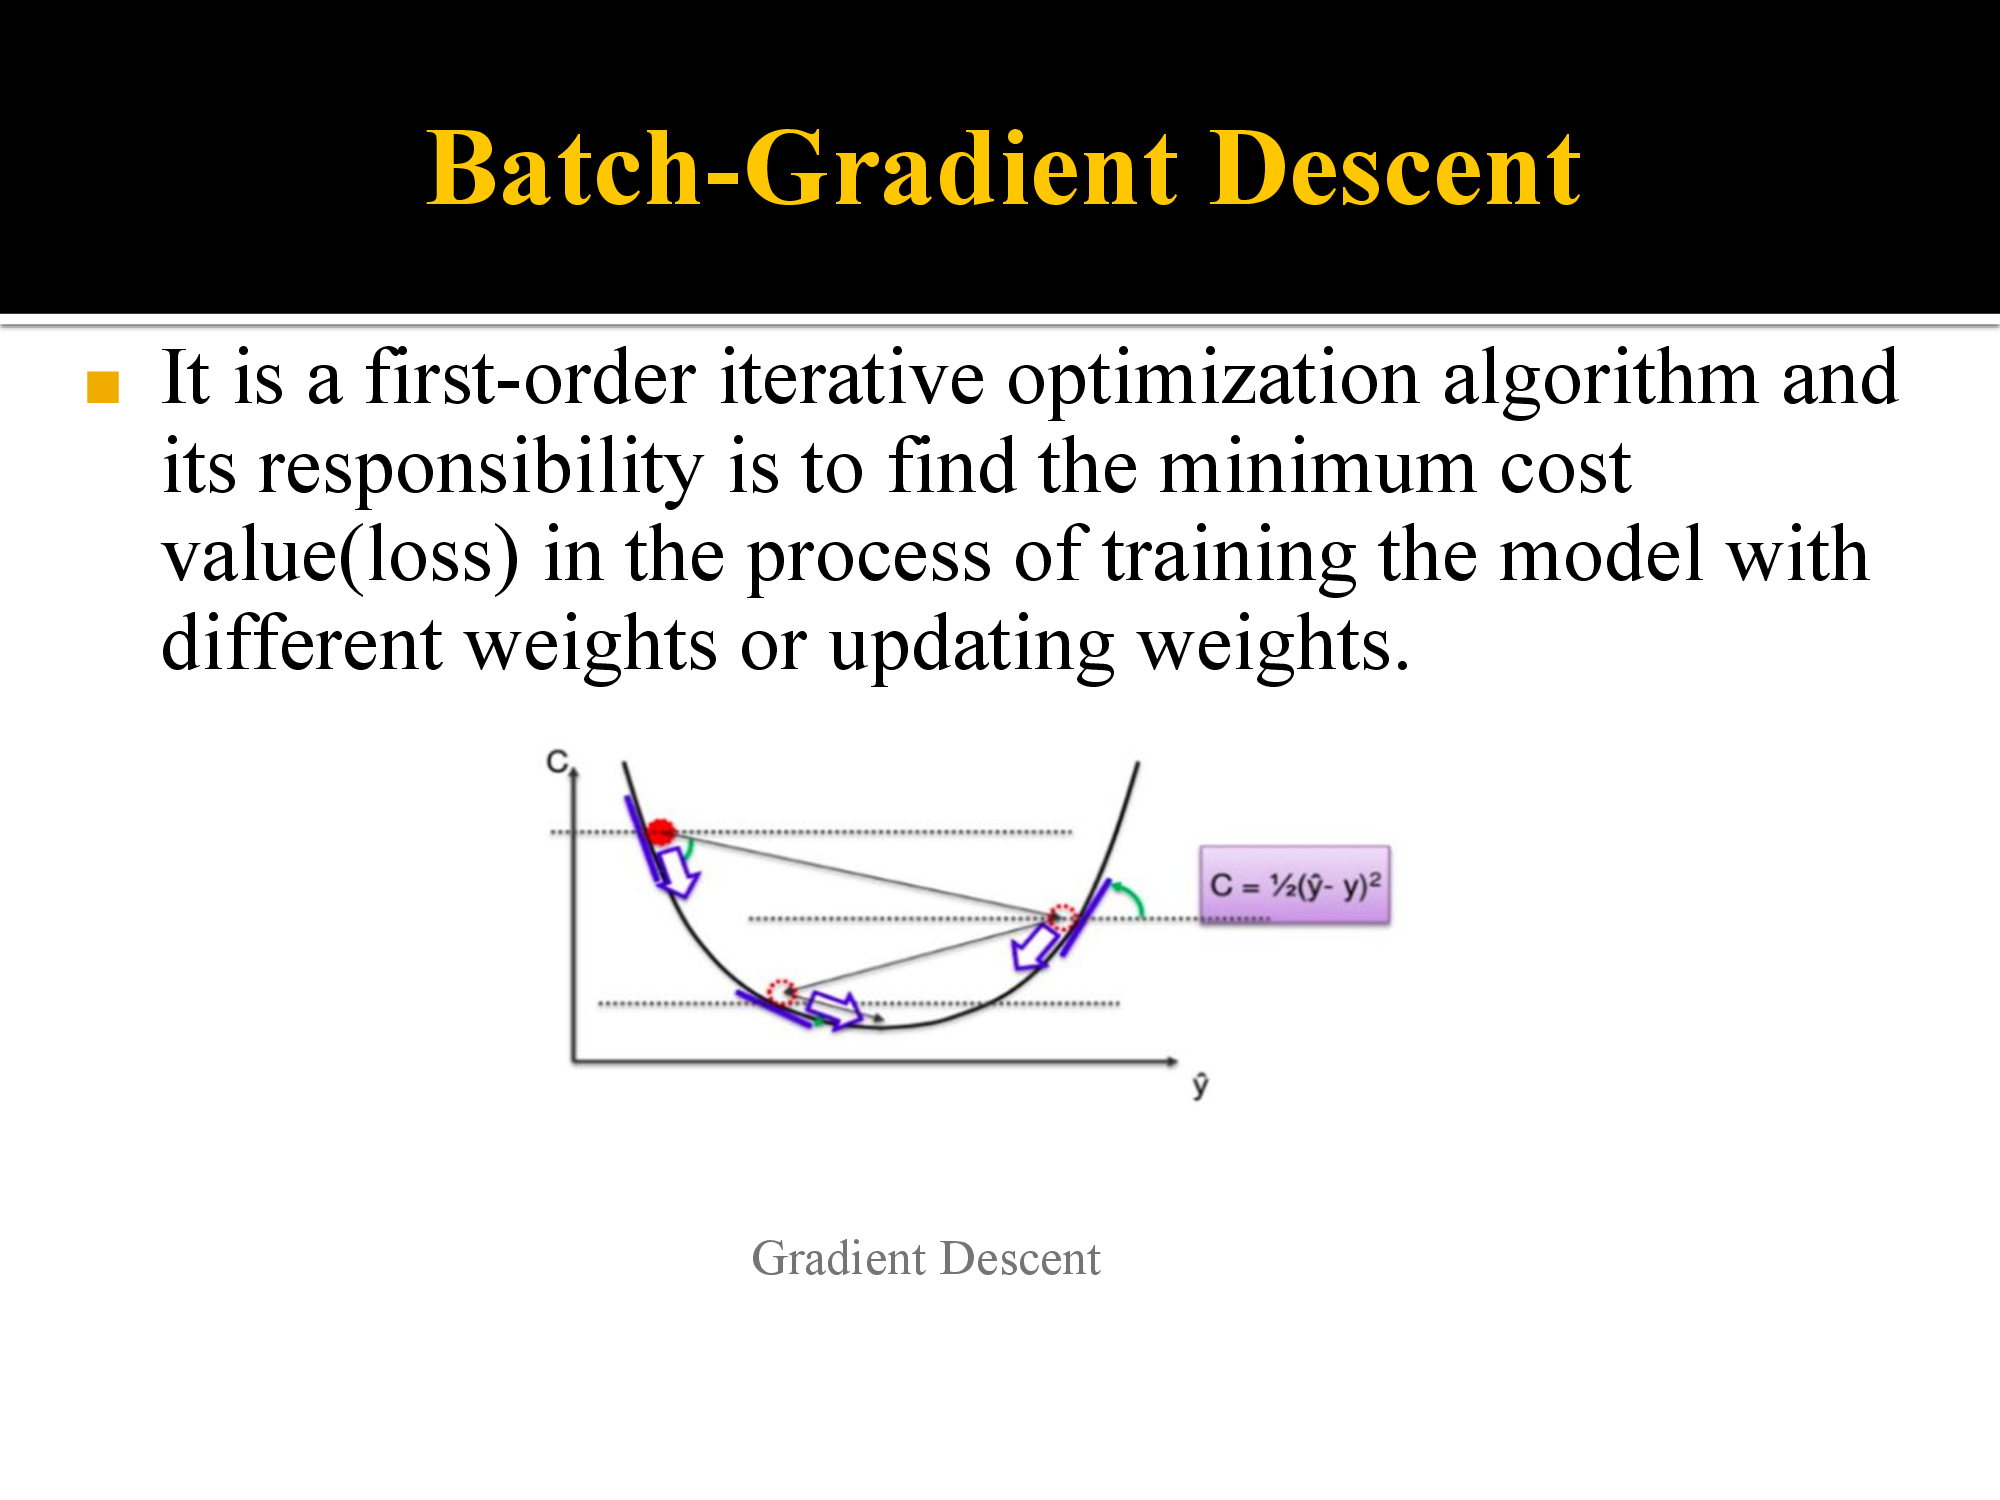 Batch-Gradient Descent
It is a first-order iterative optimization algorithm and
its responsibility is to find the minimum cost
value(loss) in the process of training the model with
different weights or updating weights.
C
C = ½(ŷ- y)²
ŷ
Gradient Descent